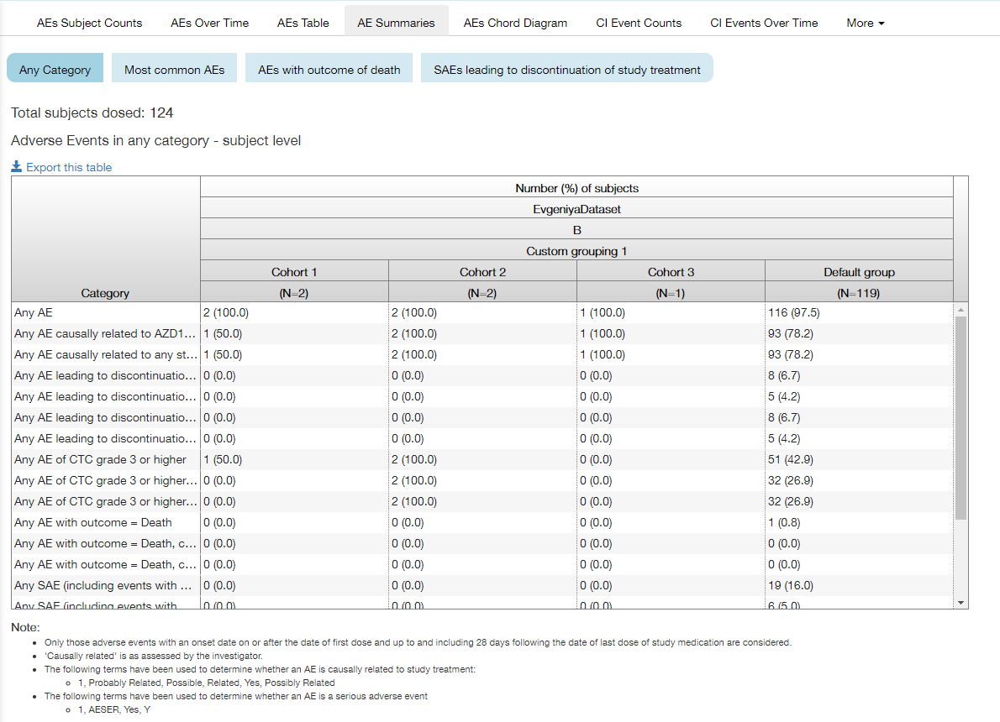 AEs Subject Counts AEs Over Time AEs Table AE Summaries AEs Chord Diagram CI Event Counts CI Events Over Time More
Any Category Most common AEs AEs with outcome of death SAEs leading to discontinuation of study treatment
Total subjects dosed: 124
Adverse Events in any category - subject level
Export this table
Number (%) of subjects
EvgeniyaDataset
B
Custom grouping 1
Cohort 1 Cohort 2 Cohort 3 Default group
Category (N=2) (N=2) (N=1) (N=119)
Any AE 2 (100.0) 2 (100.0) 1 (100.0) 116 (97.5)
Any AE causally related to AZD1... 1 (50.0) 2 (100.0) 1 (100.0) 93 (78.2)
Any AE causally related to any st... 1 (50.0) 2 (100.0) 1 (100.0) 93 (78.2)
Any AE leading to discontinuatio... 0 (0.0) 0 (0.0) 0 (0.0) 8 (6.7)
Any AE leading to discontinuatio... 0 (0.0) 0 (0.0) 0 (0.0) 5 (4.2)
Any AE leading to discontinuatio... 0 (0.0) 0 (0.0) 0 (0.0) 8 (6.7)
Any AE leading to discontinuatio... 0 (0.0) 0 (0.0) 0 (0.0) 5 (4.2)
Any AE of CTC grade 3 or higher 1 (50.0) 2 (100.0) 0 (0.0) 51 (42.9)
Any AE of CTC grade 3 or higher... 0 (0.0) 2 (100.0) 0 (0.0) 32 (26.9)
Any AE of CTC grade 3 or higher... 0 (0.0) 2 (100.0) 0 (0.0) 32 (26.9)
Any AE with outcome = Death 0 (0.0) 0 (0.0) 0 (0.0) 1 (0.8)
Any AE with outcome = Death, c... 0 (0.0) 0 (0.0) 0 (0.0) 0 (0.0)
Any AE with outcome = Death, c... 0 (0.0) 0 (0.0) 0 (0.0) 0 (0.0)
Any SAE (including events with ... 0 (0.0) 0 (0.0) 0 (0.0) 19 (16.0)
Any SAE (including events with 0 (0.0) 0 (0.0) 0 (0.0) 6 (5.0)
Note:
Only those adverse events with an onset date on or after the date of first dose and up to and including 28 days following the date of last dose of study medication are considered.
'Causally related' is as assessed by the investigator.
The following terms have been used to determine whether an AE is causally related to study treatment:
1, Probably Related, Possible, Related, Yes, Possibly Related
The following terms have been used to determine whether an AE is a serious adverse event
1, AESER, Yes, Y